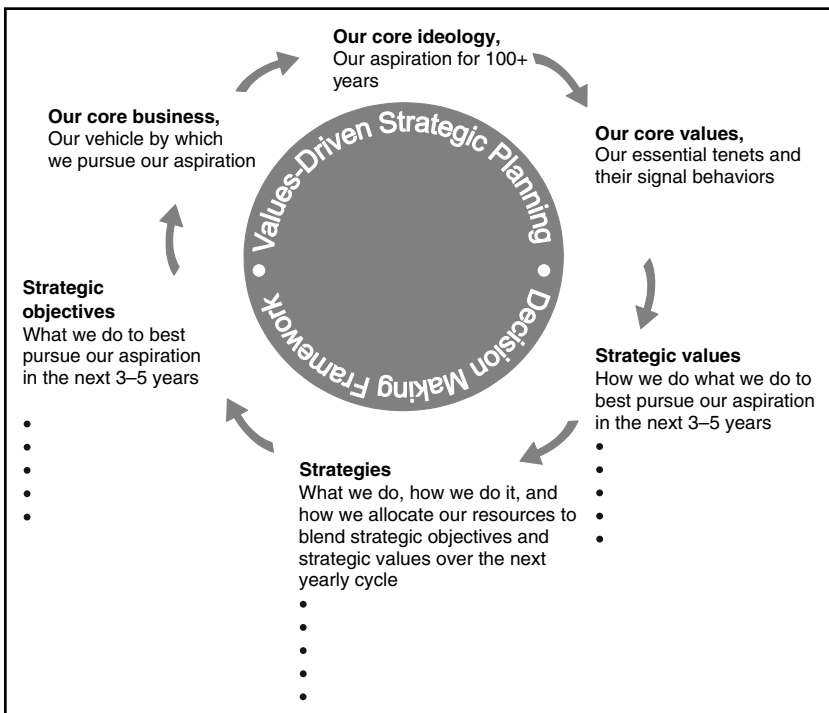 Our core ideology,
Our aspiration for 100+
years
Our core values,
Our essential tenets and
their signal behaviors
Strategic values
How we do what we do to
best pursue our aspiration
in the next 3–5 years
•
•
•
•
•
Strategies
What we do, how we do it, and
how we allocate our resources to
blend strategic objectives and
strategic values over the next
yearly cycle
•
•
•
•
•
Strategic
objectives
What we do to best
pursue our aspiration
in the next 3–5 years
•
•
•
•
•
Our core business,
Our vehicle by which
we pursue our aspiration
• Values-Driven Strategic Planning •
Decision Making Framework